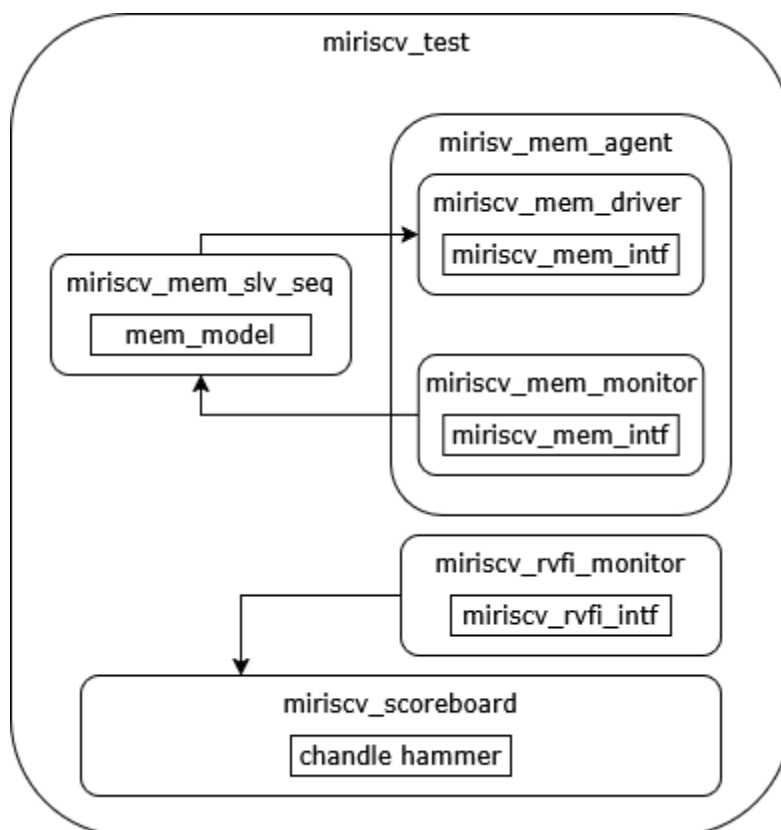 miriscv_test
mirisv_mem_agent
miriscv_mem_driver
miriscv_mem_intf
miriscv_mem_slv_seq
mem_model
miriscv_mem_monitor
miriscv_mem_intf
miriscv_rvfi_monitor
miriscv_rvfi_intf
miriscv_scoreboard
chandle hammer